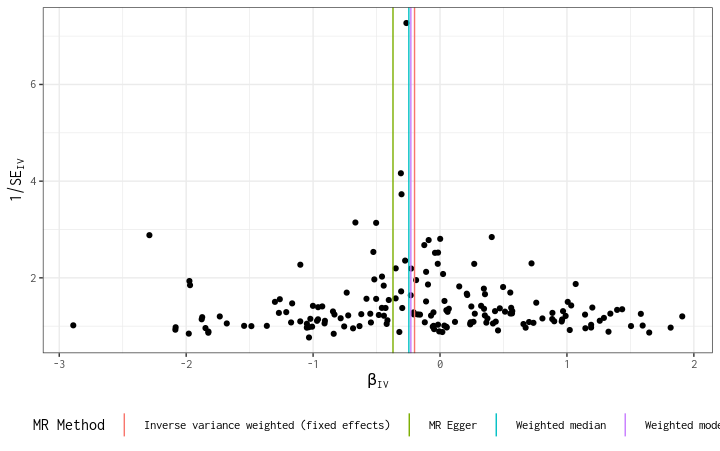 6
4
2
1/SE_IV
-3 -2 -1 0 1 2
β_IV
MR Method Inverse variance weighted (fixed effects) MR Egger Weighted median Weighted mode